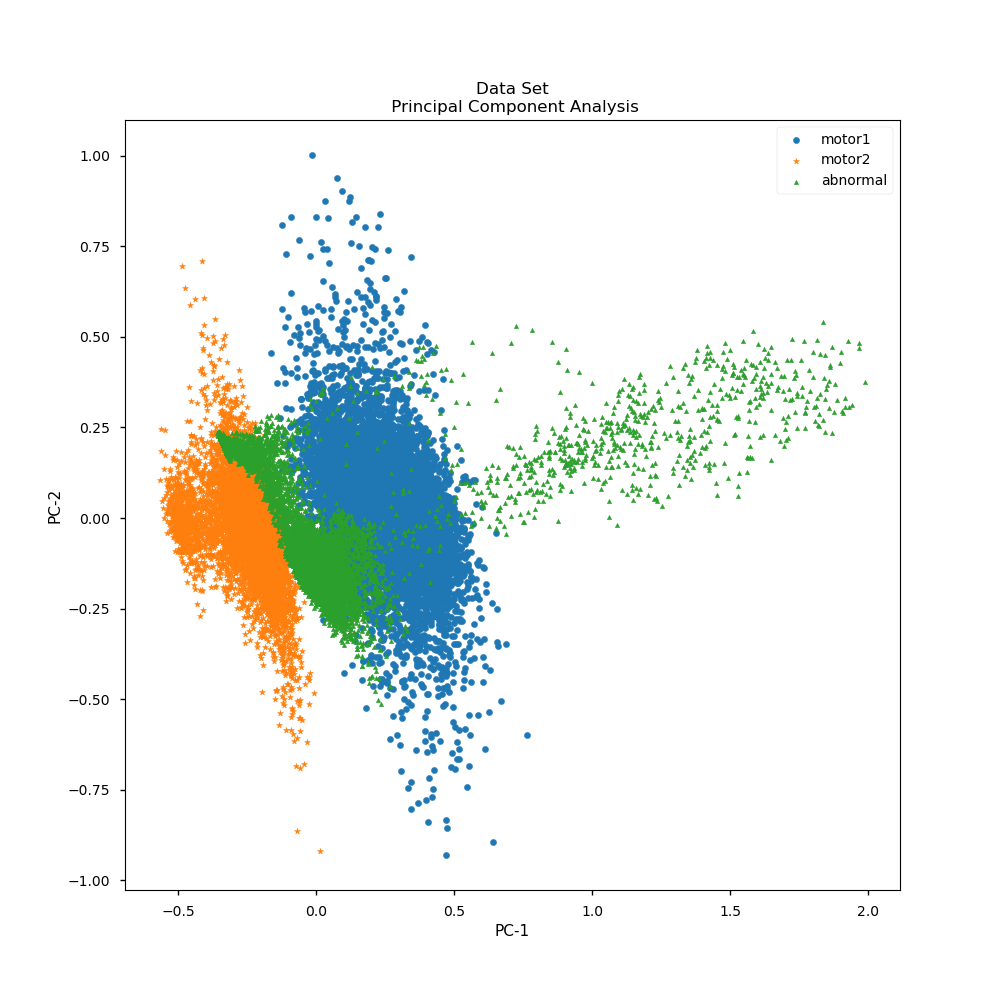 Data Set
Principal Component Analysis
motor1
motor2
abnormal
1.00
0.75
0.50
0.25
0.00
−0.25
−0.50
−0.75
−1.00
PC-2
−0.5
0.0
0.5
1.0
1.5
2.0
PC-1